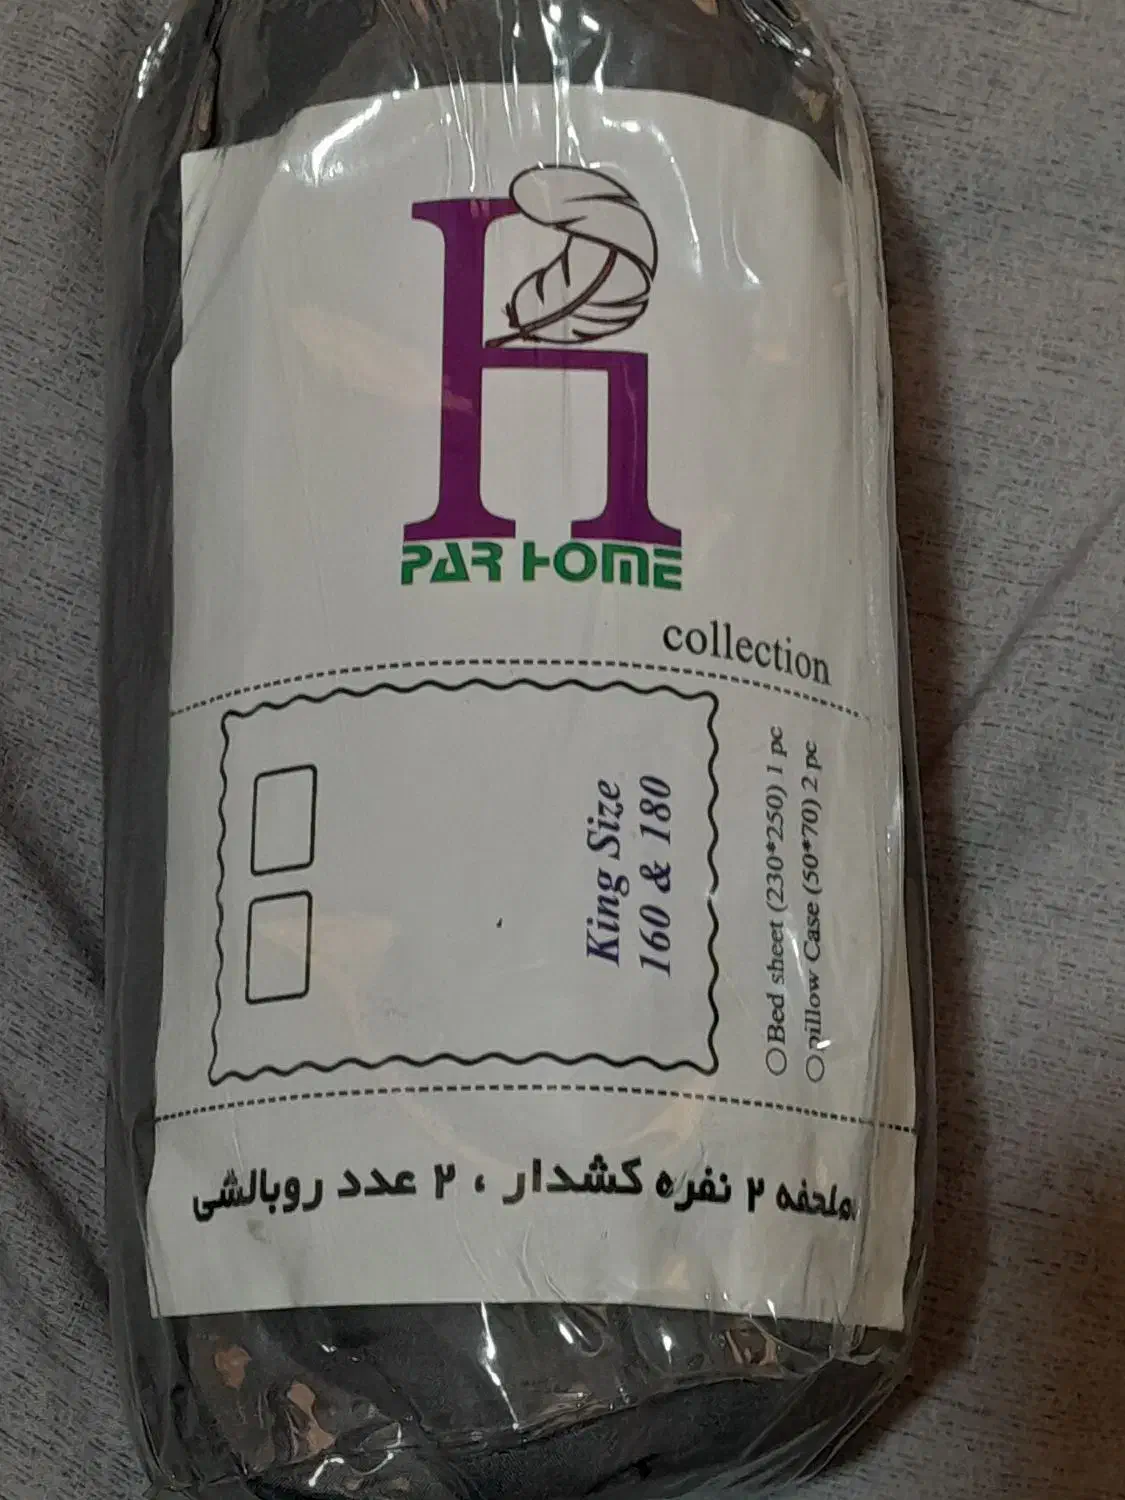 h
PAR HOME
collection
King Size
160 & 180
Bed sheet (230*250) 1 pc
pillow Case (50*70) 2 pc
ملحفه ۲ نفره کشدار ، ۲ عدد روبالشی